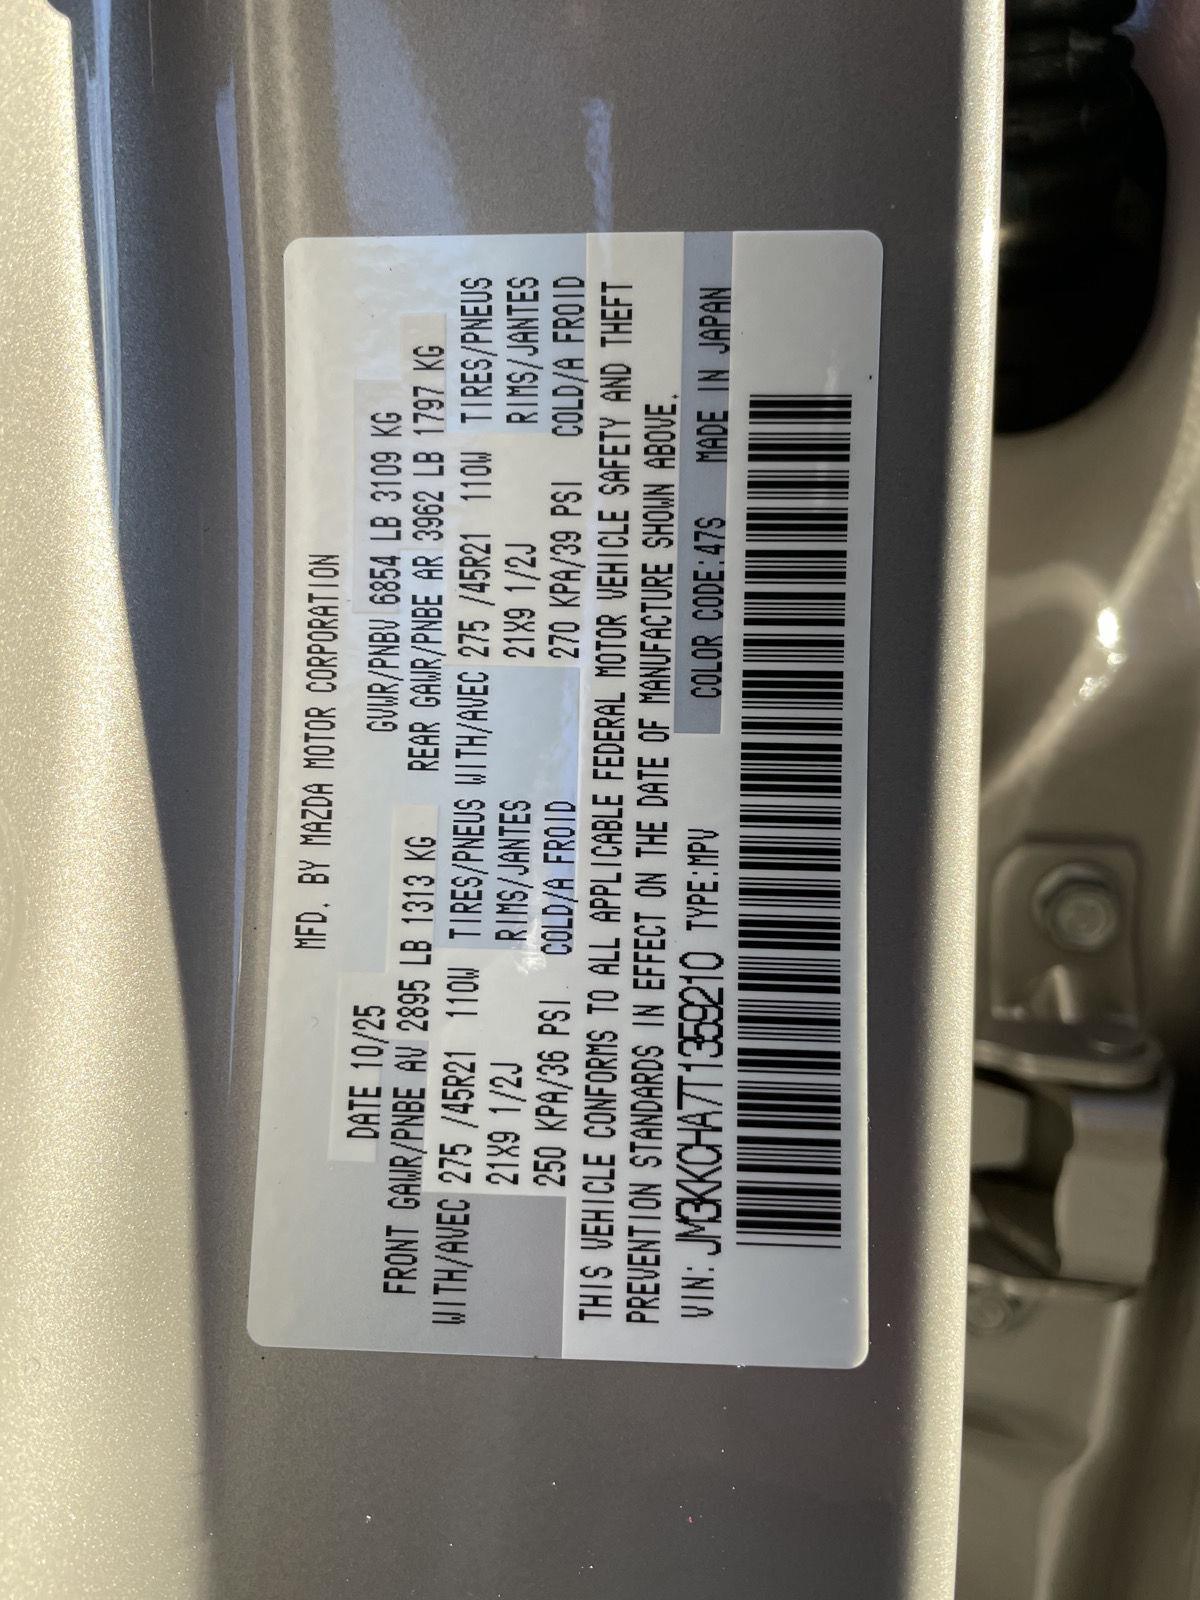 MFD. BY MAZDA MOTOR CORPORATION
DATE 10/25 GVWR/PNBV 6854 LB 3109 KG
FRONT GAWR/PNBE AV 2895 LB 1313 KG REAR GAWR/PNBE AR 3962 LB 1797 KG
WITH/AVEC 275 /45R21 110W TIRES/PNEUS WITH/AVEC 275 /45R21 110W TIRES/PNEUS
21X9 1/2J RIMS/JANTES 21X9 1/2J RIMS/JANTES
250 KPA/36 PSI COLD/A FROID 270 KPA/39 PSI COLD/A FROID
THIS VEHICLE CONFORMS TO ALL APPLICABLE FEDERAL MOTOR VEHICLE SAFETY AND THEFT
PREVENTION STANDARDS IN EFFECT ON THE DATE OF MANUFACTURE SHOWN ABOVE.
VIN: JM3KKCHA7T1359210 TYPE:MPV COLOR CODE:47S MADE IN JAPAN